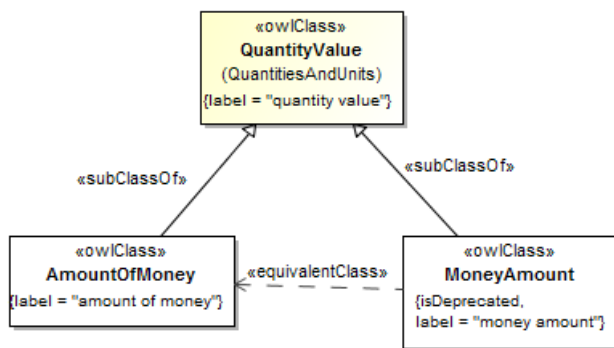 «owlClass»
QuantityValue
(QuantitiesAndUnits)
{label = "quantity value"}
«subClassOf»
«subClassOf»
«owlClass»
AmountOfMoney
{label = "amount of money"}
«equivalentClass»
«owlClass»
MoneyAmount
{isDeprecated,
label = "money amount"}